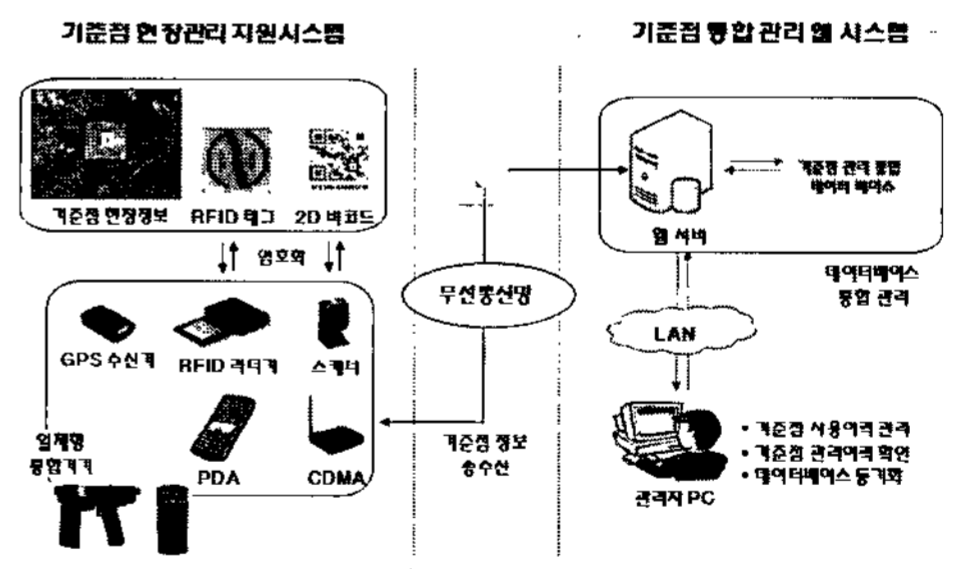 기준점 현장관리 지원시스템
기준점 통합 관리 웹 시스템
기준점 현장정보
RFID 태그
2D 바코드
암호화
GPS 수신기
RFID 리더기
스캐너
일체형
통합기기
PDA
CDMA
무선통신망
기준점 정보
송수신
웹 서버
기준점 관리 통합
데이터 베이스
데이터베이스
통합 관리
LAN
관리자 PC
• 기준점 사용이력 관리
• 기준점 관리이력 확인
• 데이터베이스 동기화